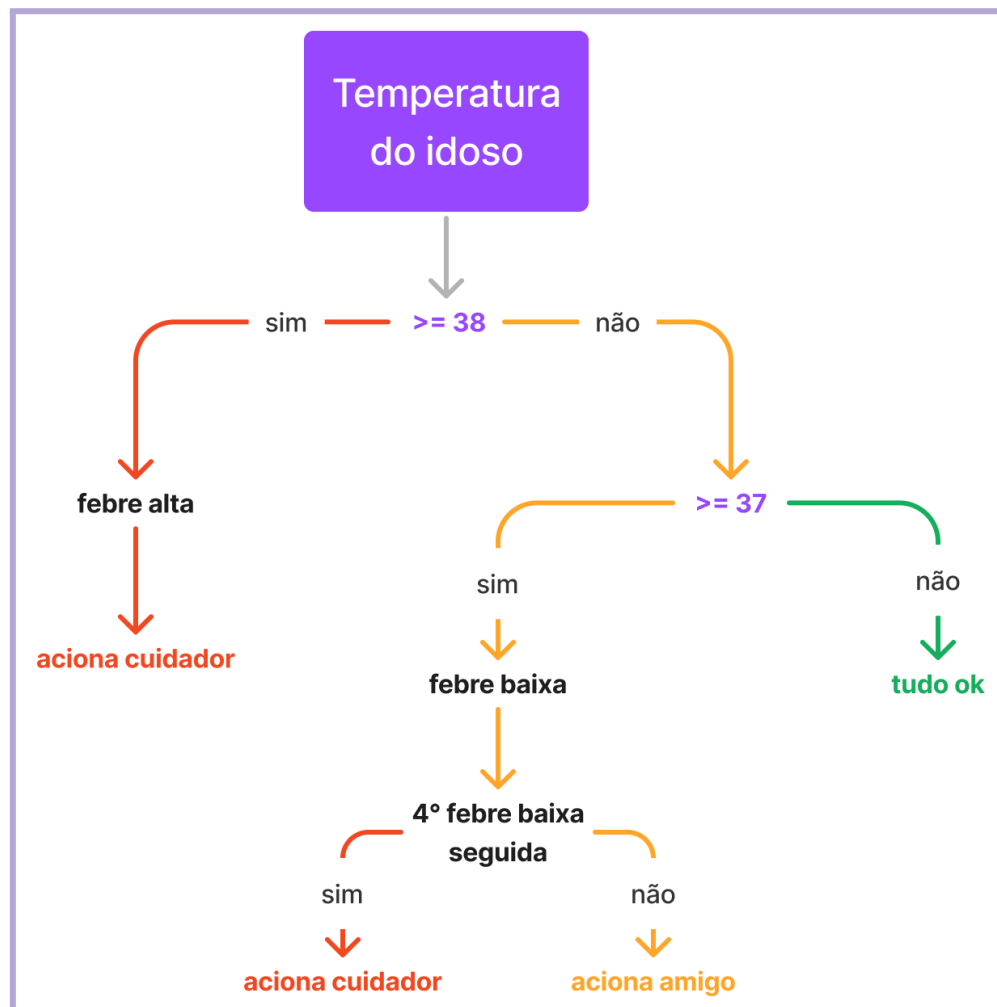 Temperatura
do idoso
sim
>= 38
não
febre alta
>= 37
sim
não
aciona cuidador
febre baixa
tudo ok
4° febre baixa
seguida
sim
não
aciona cuidador
aciona amigo